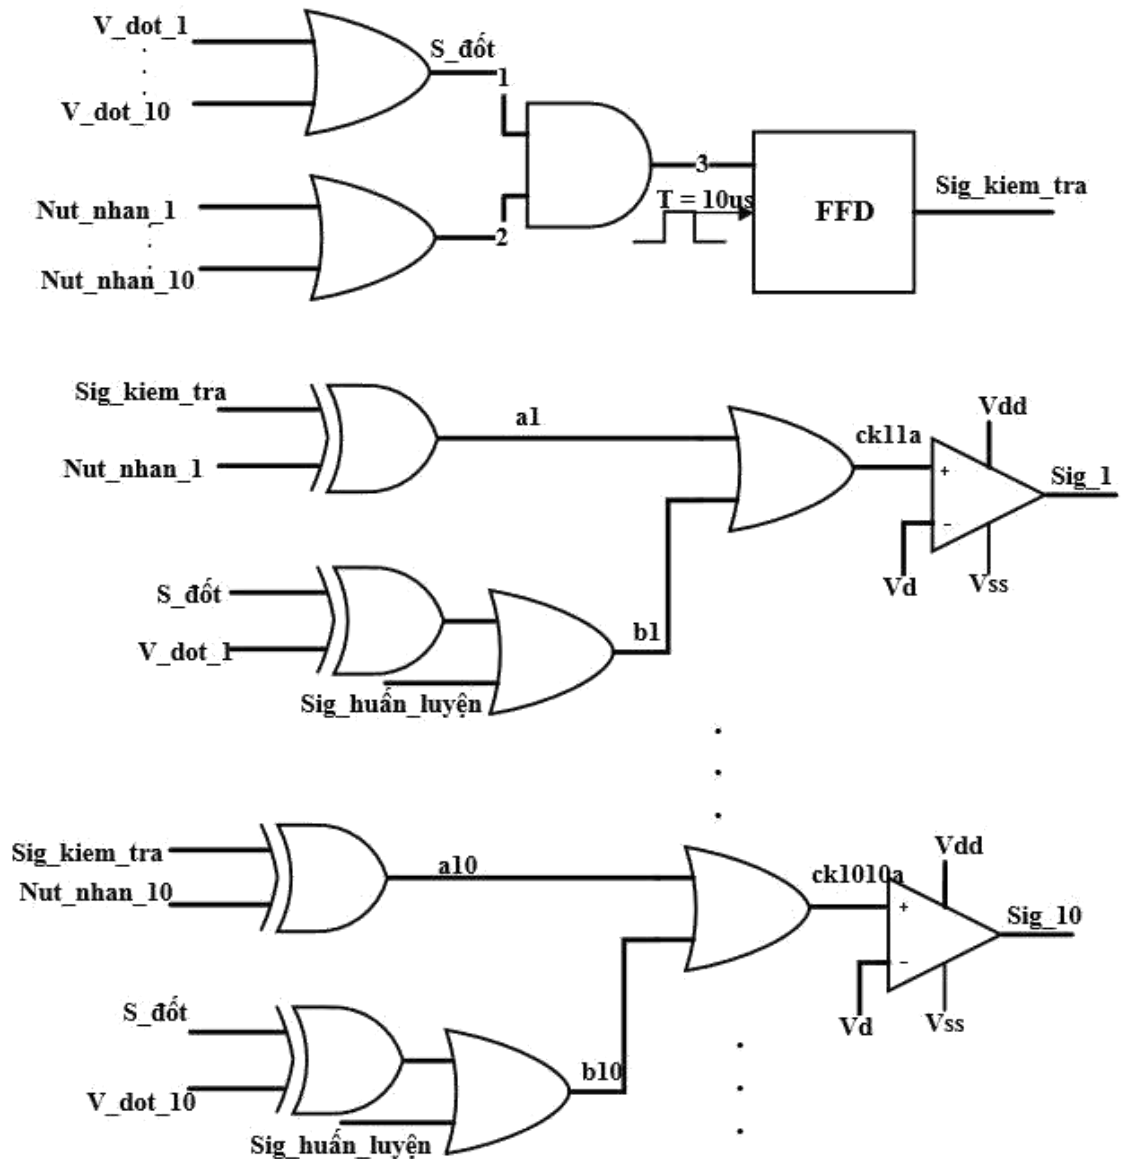 V_dot_1
S_đốt
1
V_dot_10
3
Nut_nhan_1
T = 10us
FFD
Sig_kiem_tra
2
Nut_nhan_10
Sig_kiem_tra
a1
Vdd
ck11a
Nut_nhan_1
+
Sig_1
−
S_đốt
Vd
Vss
V_dot_1
b1
Sig_huấn_luyện
Sig_kiem_tra
a10
Vdd
ck1010a
Nut_nhan_10
+
Sig_10
−
S_đốt
Vd
Vss
V_dot_10
b10
Sig_huấn_luyện